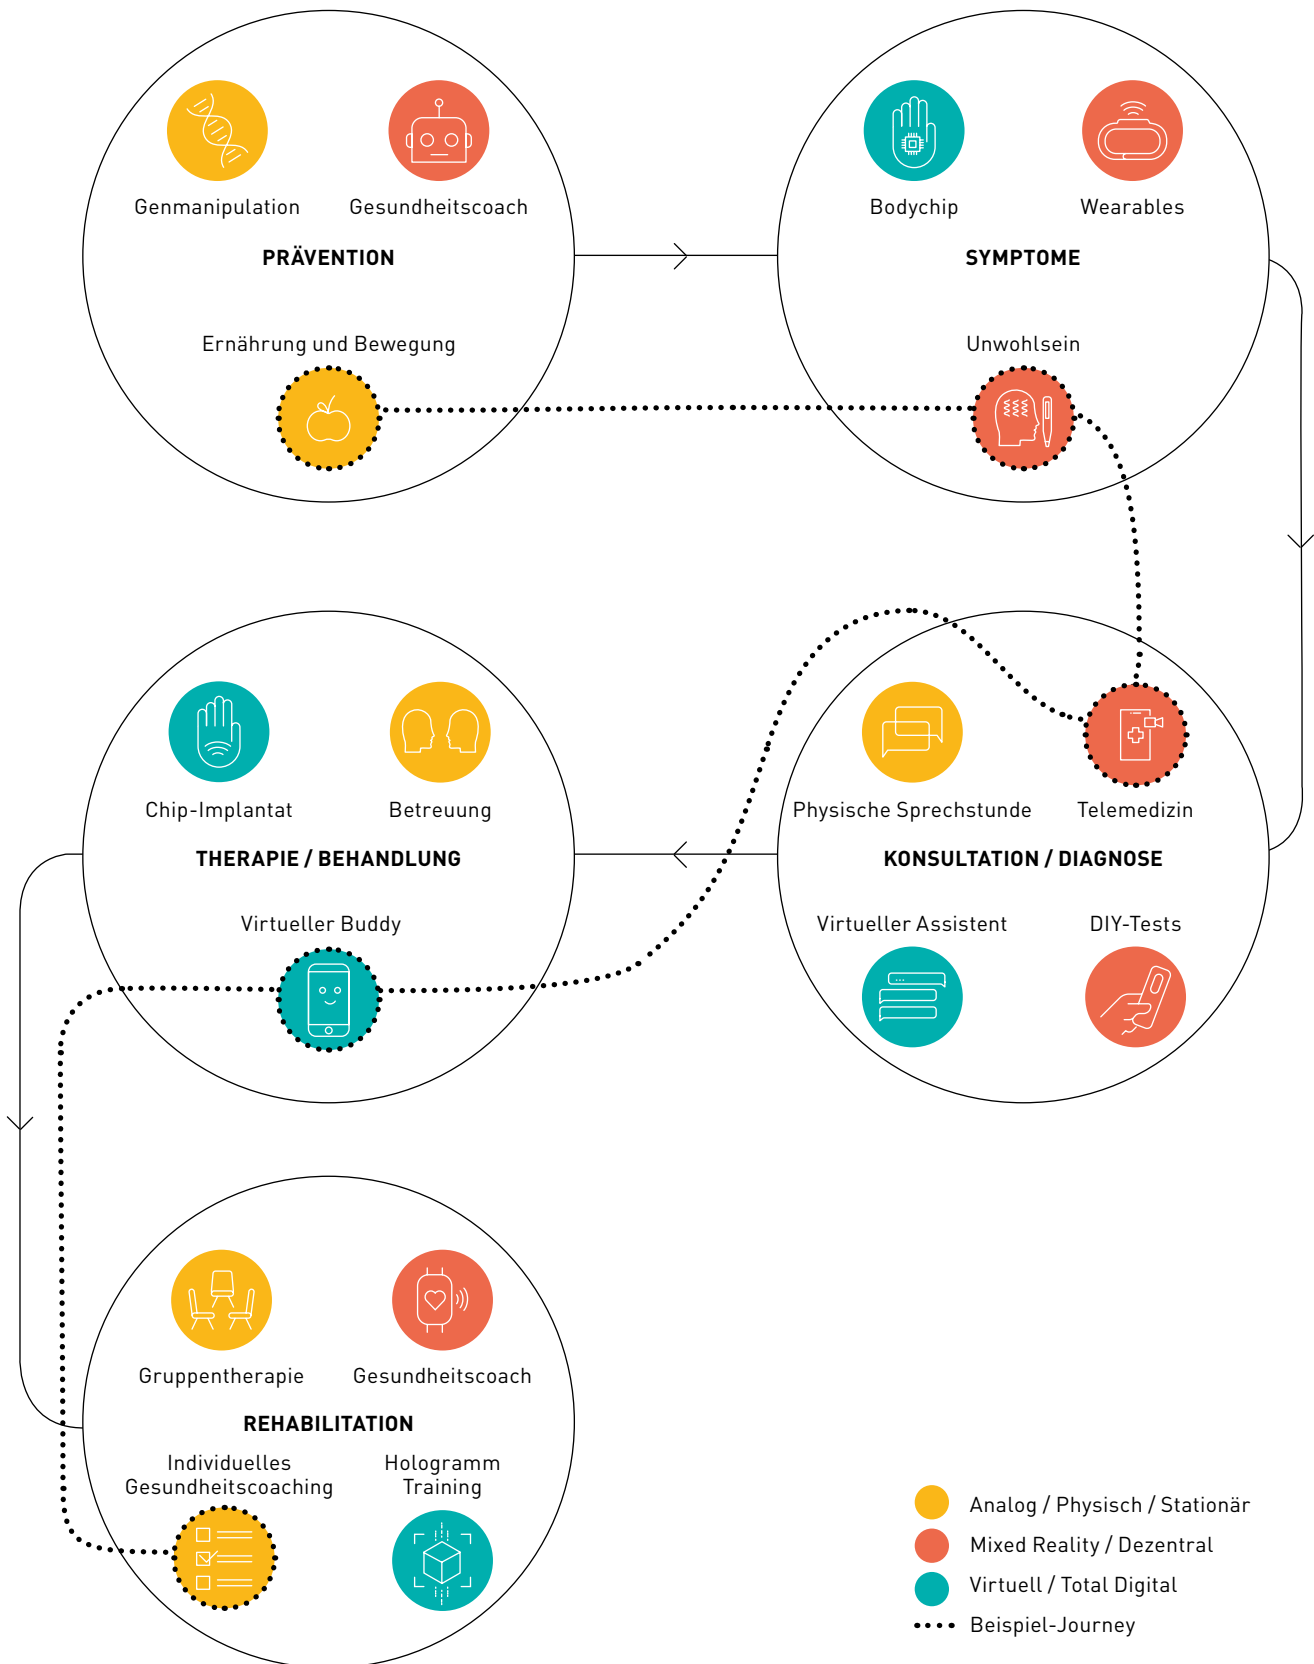 Genmanipulation
Gesundheitscoach
PRÄVENTION
Ernährung und Bewegung
Bodychip
Wearables
SYMPTOME
Unwohlsein
Chip-Implantat
Betreuung
THERAPIE / BEHANDLUNG
Virtueller Buddy
Physische Sprechstunde
Telemedizin
KONSULTATION / DIAGNOSE
Virtueller Assistent
DIY-Tests
Gruppentherapie
Gesundheitscoach
REHABILITATION
Individuelles
Gesundheitscoaching
Hologramm
Training
Analog / Physisch / Stationär
Mixed Reality / Dezentral
Virtuell / Total Digital
Beispiel-Journey